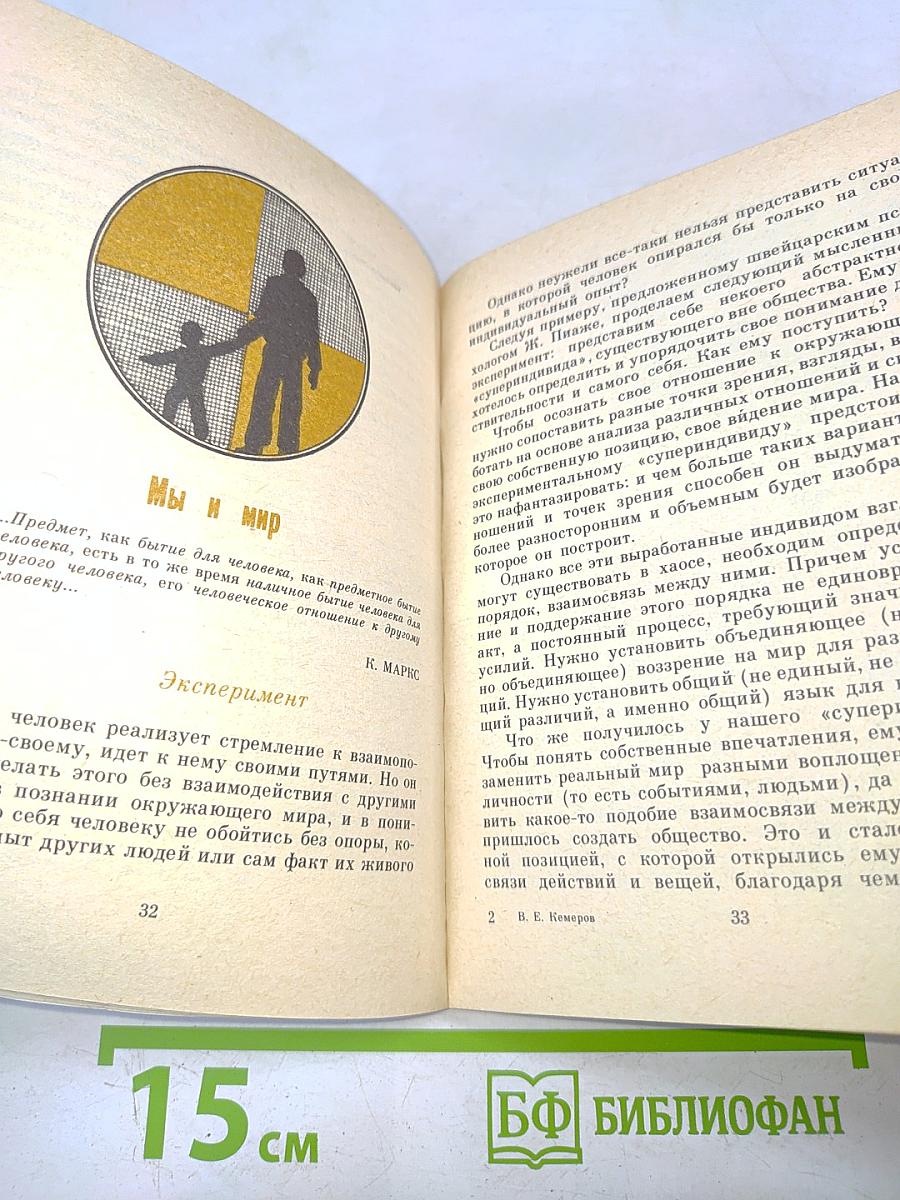 Мы и мир
...Предмет, как бытие для человека, как предметное бытие
человека, есть в то же время наличное бытие человека для
другого человека, его человеческое отношение к другому
человеку...
К. МАРКС
Эксперимент
человек реализует стремление к взаимопо-
-своему, идет к нему своими путями. Но он
делать этого без взаимодействия с другими
в познании окружающего мира, и в пони-
себя человеку не обойтись без опоры, ко-
опыт других людей или сам факт их живого
32
Однако неужели все-таки нельзя представить ситуа-
цию, в которой человек опирался бы только на сво
индивидуальный опыт?
Следуя примеру, предложенному швейцарским пс
хологом Ж. Пиаже, проделаем следующий мысленны
эксперимент: представим себе некоего абстрактно
«супериндивида», существующего вне общества. Ему
хотелось определить и упорядочить свое понимание д
ствительности и самого себя. Как ему поступить?
Чтобы осознать свое отношение к окружающ
нужно сопоставить разные точки зрения, взгляды, в
ботать на основе анализа различных отношений и с
свою собственную позицию, свое ви́дение мира. На
экспериментальному «супериндивиду» предстои
это нафантазировать: и чем больше таких вариант
ношений и точек зрения способен он выдумат
более разносторонним и объемным будет изобра
которое он построит.
Однако все эти выработанные индивидом взгл
могут существовать в хаосе, необходим опреде
порядок, взаимосвязь между ними. Причем ус
ние и поддержание этого порядка не единовр
акт, а постоянный процесс, требующий знач
усилий. Нужно установить объединяющее (н
но объединяющее) воззрение на мир для раз
ций. Нужно установить общий (не единый, не
щий различий, а именно общий) язык для
Что же получилось у нашего «супери
Чтобы понять собственные впечатления, ему
заменить реальный мир разными воплощен
личности (то есть событиями, людьми), да
вить какое-то подобие взаимосвязи между
пришлось создать общество. Это и стал
ной позицией, с которой открылись ему
связи действий и вещей, благодаря чем
2 В. Е. Кемеров 33
15 см
БФ БИБЛИОФАН